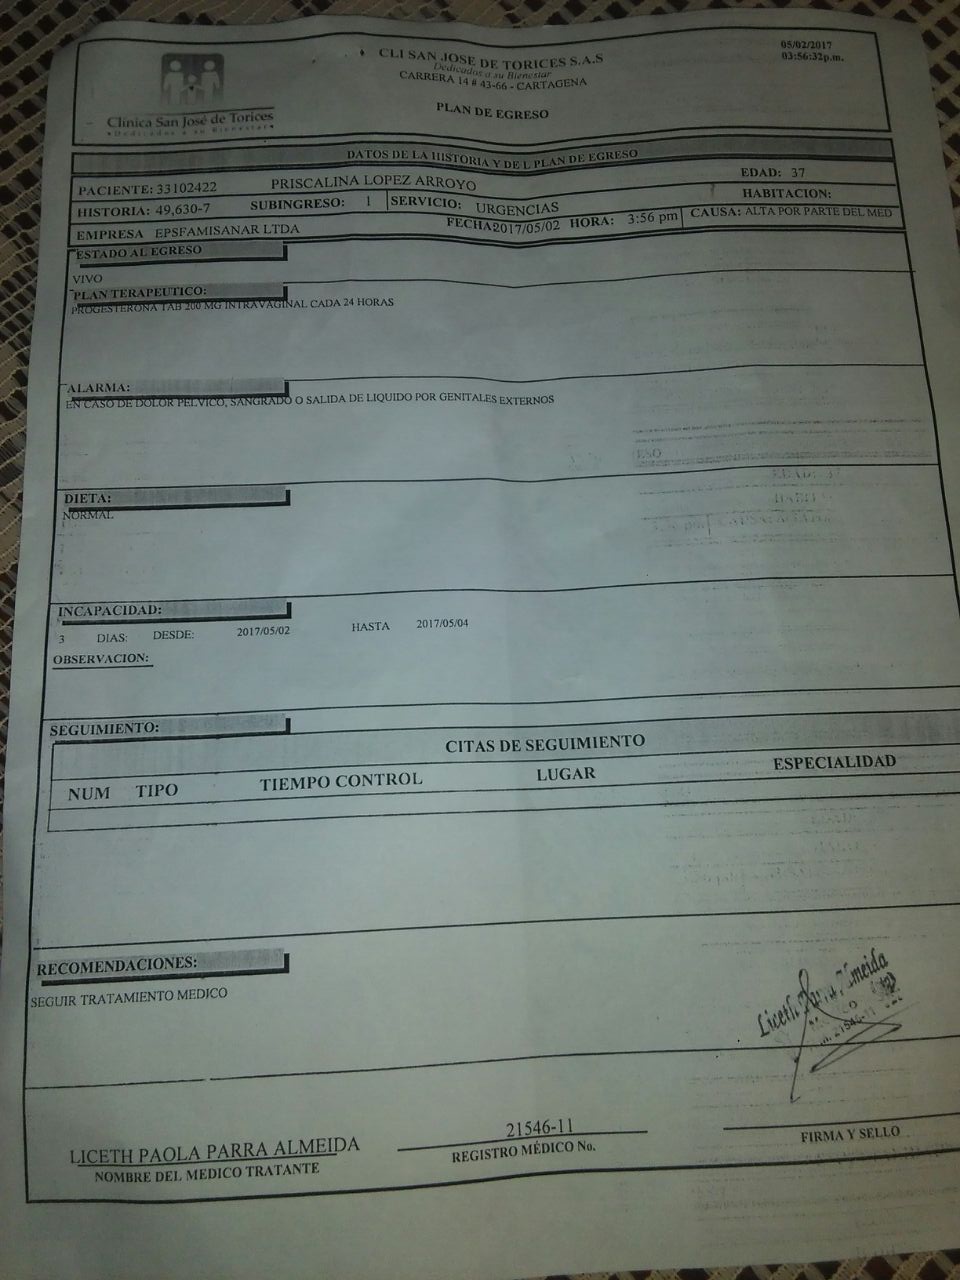 CLI SAN JOSE DE TORICES S.A.S
Dedicados a su Bienestar
CARRERA 14 # 43-66 - CARTAGENA
05/02/2017
03:56:32p.m.
Clínica San José de Torices
•Dedicados a su Bienestar•
PLAN DE EGRESO
DATOS DE LA HISTORIA Y DE L PLAN DE EGRESO
PACIENTE: 33102422 PRISCALINA LOPEZ ARROYO EDAD: 37
HISTORIA: 49,630-7 SUBINGRESO: 1 SERVICIO: URGENCIAS HABITACION:
EMPRESA EPSFAMISANAR LTDA FECHA2017/05/02 HORA: 3:56 pm CAUSA: ALTA POR PARTE DEL MED
ESTADO AL EGRESO
VIVO
PLAN TERAPEUTICO:
PROGESTERONA TAB 200 MG INTRAVAGINAL CADA 24 HORAS
ALARMA:
EN CASO DE DOLOR PELVICO, SANGRADO O SALIDA DE LIQUIDO POR GENITALES EXTERNOS
DIETA:
NORMAL
INCAPACIDAD:
3 DIAS: DESDE: 2017/05/02 HASTA 2017/05/04
OBSERVACION:
SEGUIMIENTO:
CITAS DE SEGUIMIENTO
NUM TIPO TIEMPO CONTROL LUGAR ESPECIALIDAD
RECOMENDACIONES:
SEGUIR TRATAMIENTO MEDICO
Liceth Parra Almeida
LICETH PAOLA PARRA ALMEIDA
NOMBRE DEL MEDICO TRATANTE
21546-11
REGISTRO MÉDICO No.
FIRMA Y SELLO